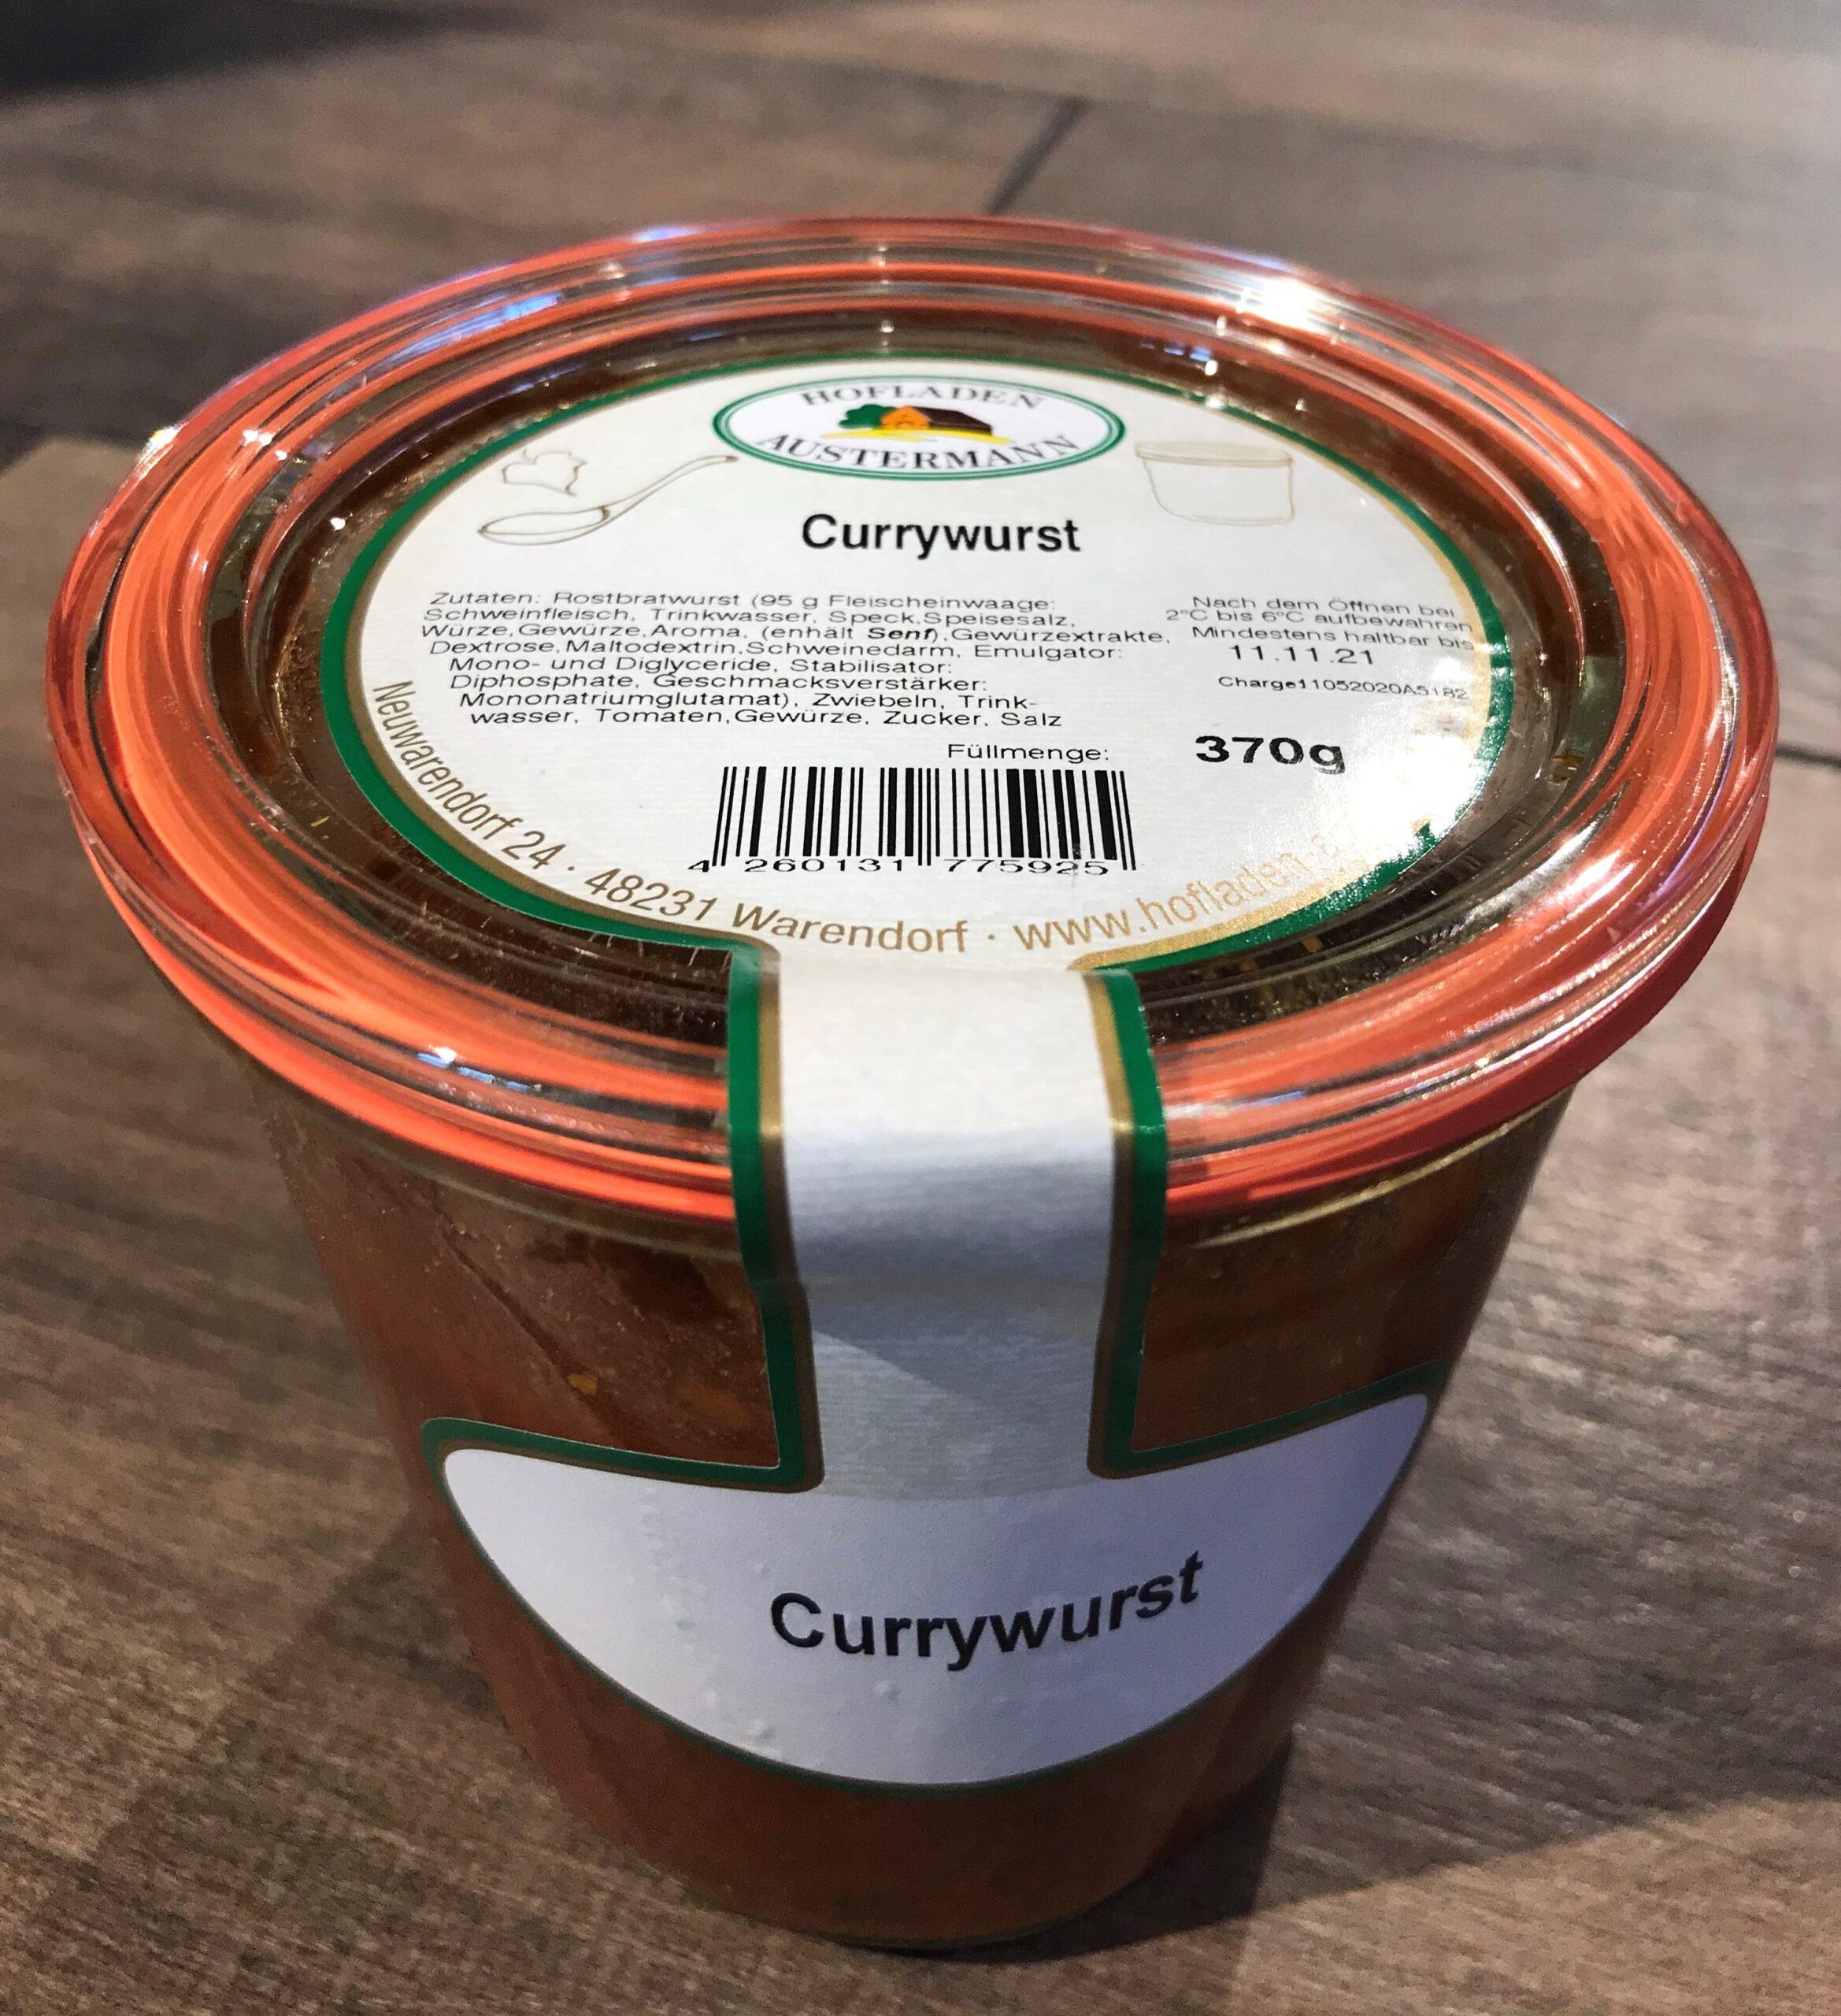 HOFLADEN
AUSTERMANN
Currywurst
Zutaten: Rostbratwurst (95 g Fleischeinwaage:
Schweinfleisch, Trinkwasser, Speck,Speisesalz,
Würze,Gewürze,Aroma, (enhält Senf),Gewürzextrakte,
Dextrose,Maltodextrin,Schweinedarm, Emulgator:
Mono- und Diglyceride, Stabilisator:
Diphosphate, Geschmacksverstärker:
Mononatriumglutamat), Zwiebeln, Trink-
wasser, Tomaten,Gewürze, Zucker, Salz
Nach dem Öffnen bei
2°C bis 6°C aufbewahren
Mindestens haltbar bis
11.11.21
Charge11052020A5182
Füllmenge: 370g
4 260131 775925
Neuwarendorf 24 · 48231 Warendorf · www.hofladen-
Currywurst